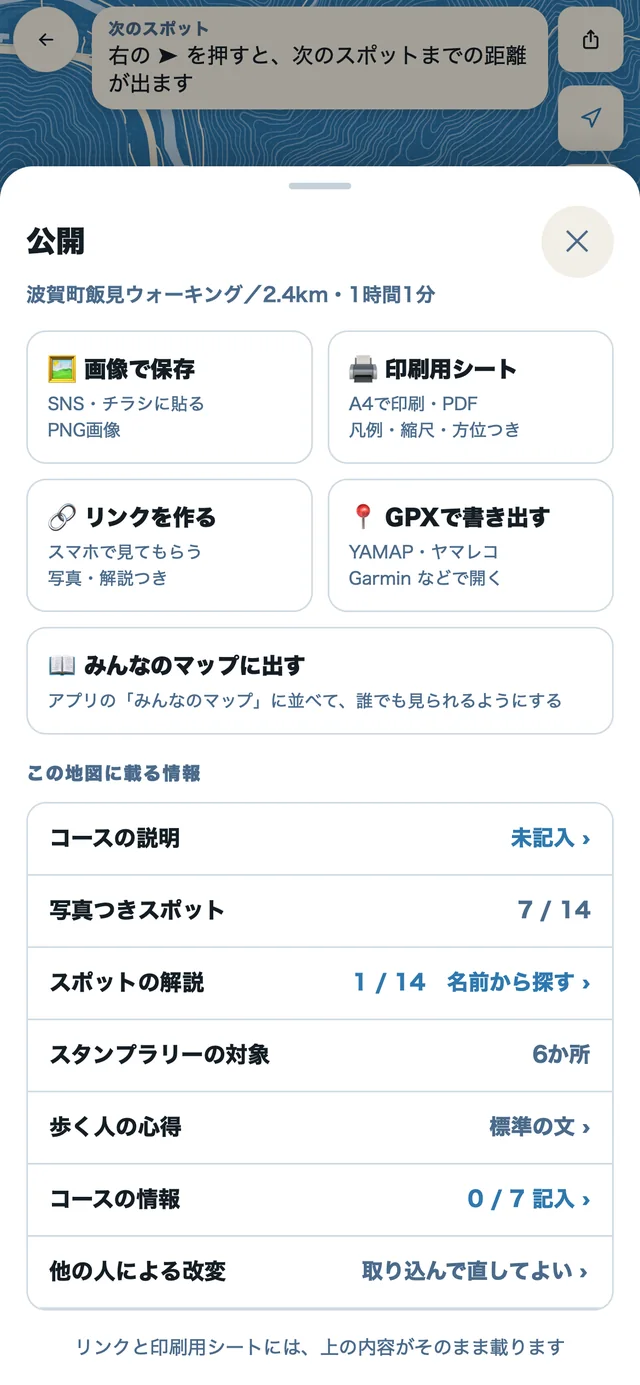 次のスポット
右の ➤ を押すと、次のスポットまでの距離
が出ます
公開
波賀町飯見ウォーキング／2.4km・1時間1分
画像で保存
SNS・チラシに貼る
PNG画像
印刷用シート
A4で印刷・PDF
凡例・縮尺・方位つき
リンクを作る
スマホで見てもらう
写真・解説つき
GPXで書き出す
YAMAP・ヤマレコ
Garmin などで開く
みんなのマップに出す
アプリの「みんなのマップ」に並べて、誰でも見られるようにする
この地図に載る情報
コースの説明 未記入 ›
写真つきスポット 7 / 14
スポットの解説 1 / 14 名前から探す ›
スタンプラリーの対象 6か所
歩く人の心得 標準の文 ›
コースの情報 0 / 7 記入 ›
他の人による改変 取り込んで直してよい ›
リンクと印刷用シートには、上の内容がそのまま載ります